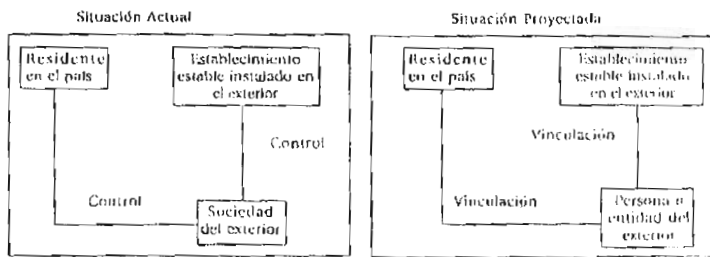 Situación Actual
Residente
en el país
Establecimiento
estable instalado en
el exterior
Control
Control
Sociedad
del exterior
Situación Proyectada
Residente
en el país
Establecimiento
estable instalado
en el exterior
Vinculación
Vinculación
Persona o
entidad del
exterior